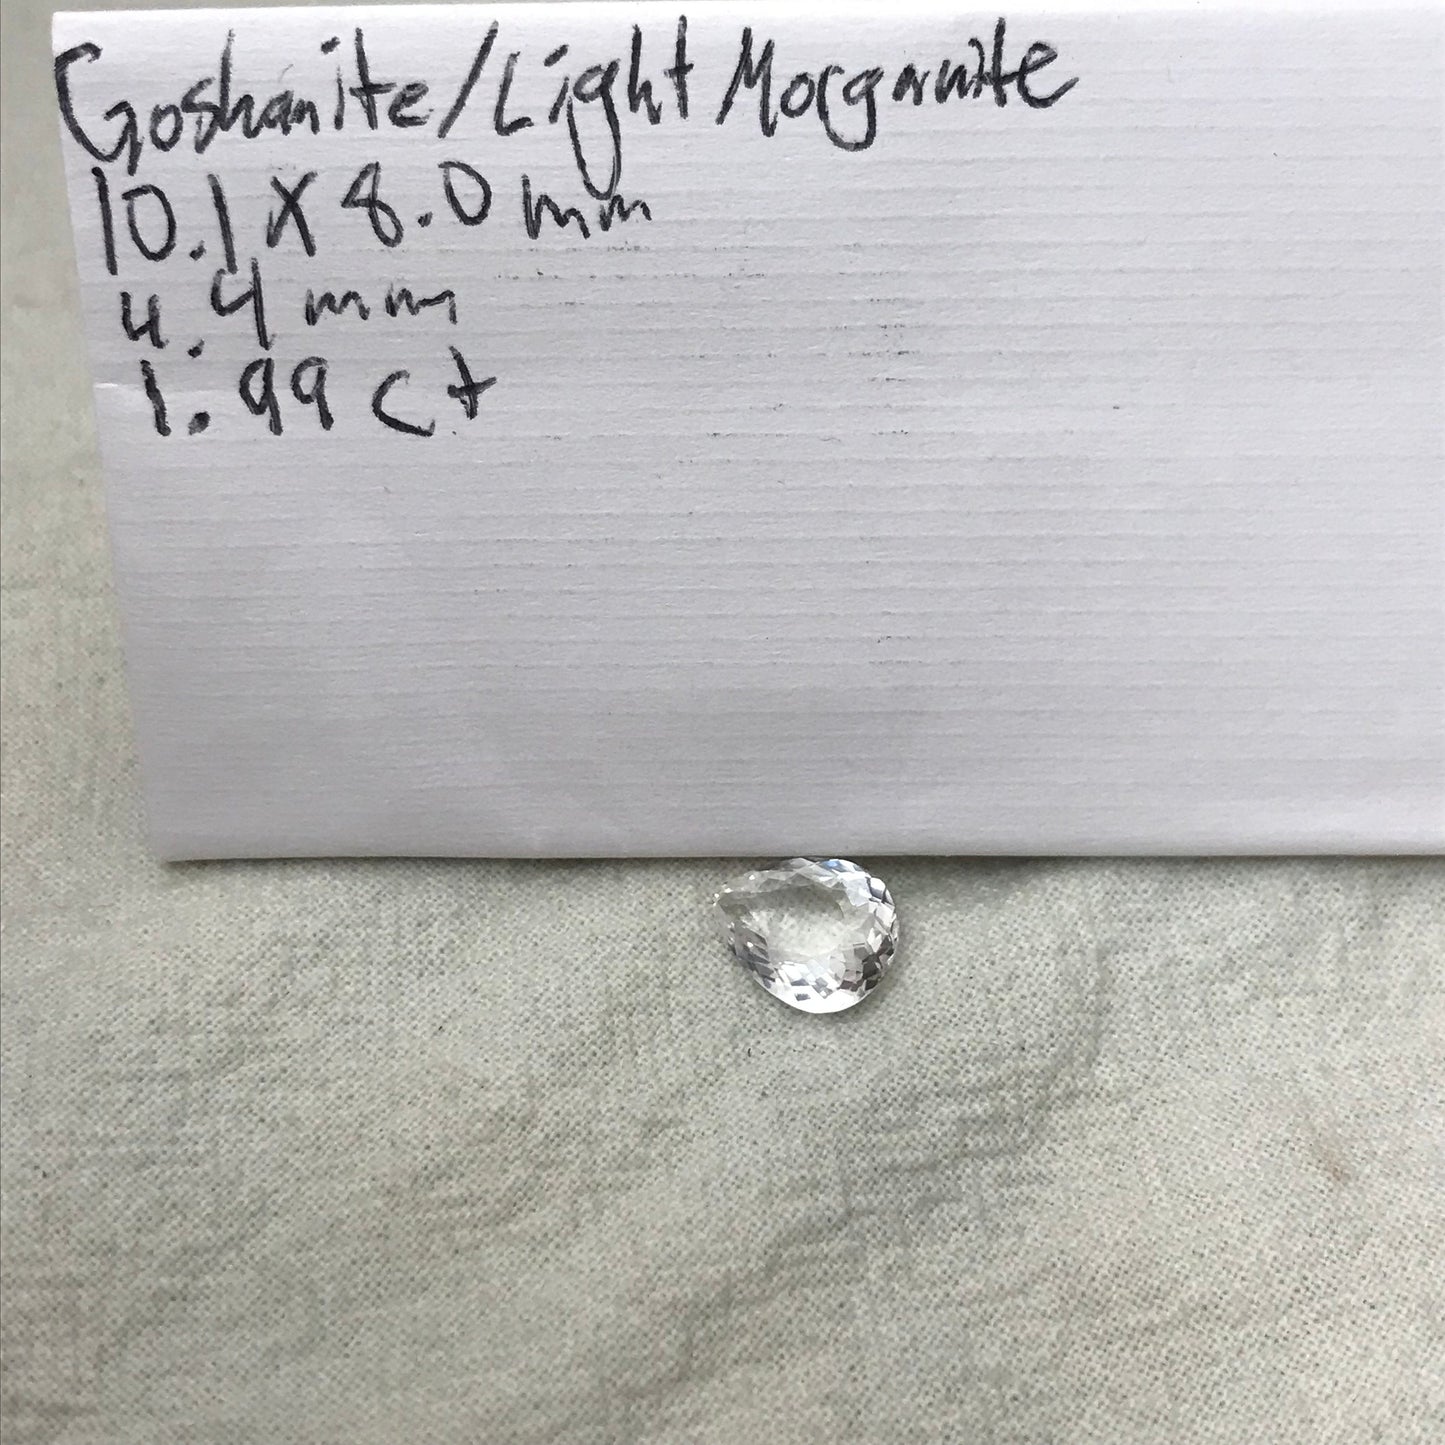 Goshanite/Light Morganite
10.1 X 8.0 mm
4.4 mm
1.99 ct